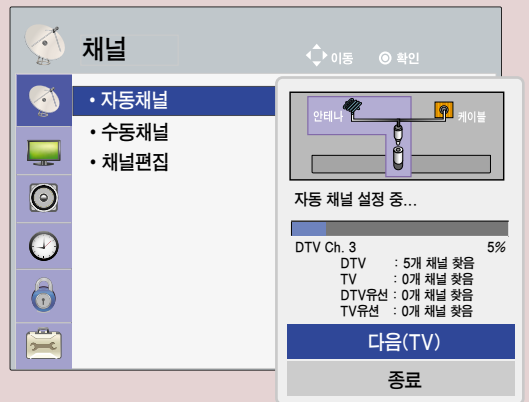 채널
이동 확인
• 자동채널
• 수동채널
• 채널편집
안테나 케이블
자동 채널 설정 중...
DTV Ch. 3 5%
DTV : 5개 채널 찾음
TV : 0개 채널 찾음
DTV유선 : 0개 채널 찾음
TV유선 : 0개 채널 찾음
다음(TV)
종료